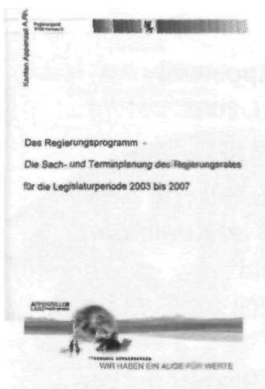 Kanton Appenzell A.Rh.
Das Regierungsprogramm -
Die Sach- und Terminplanung des Regierungsrates
für die Legislaturperiode 2003 bis 2007
APPENZELLER
WIR HABEN EIN AUGE FÜR WERTE